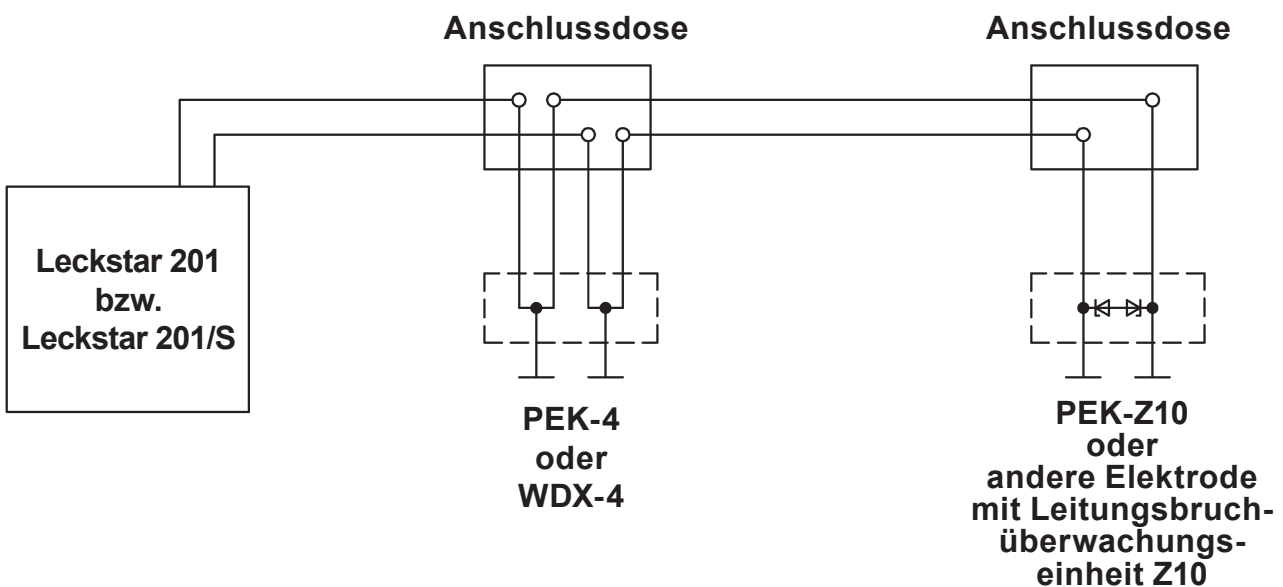 Anschlussdose
Anschlussdose
Leckstar 201
bzw.
Leckstar 201/S
PEK-4
oder
WDX-4
PEK-Z10
oder
andere Elektrode
mit Leitungsbruch-
überwachungs-
einheit Z10